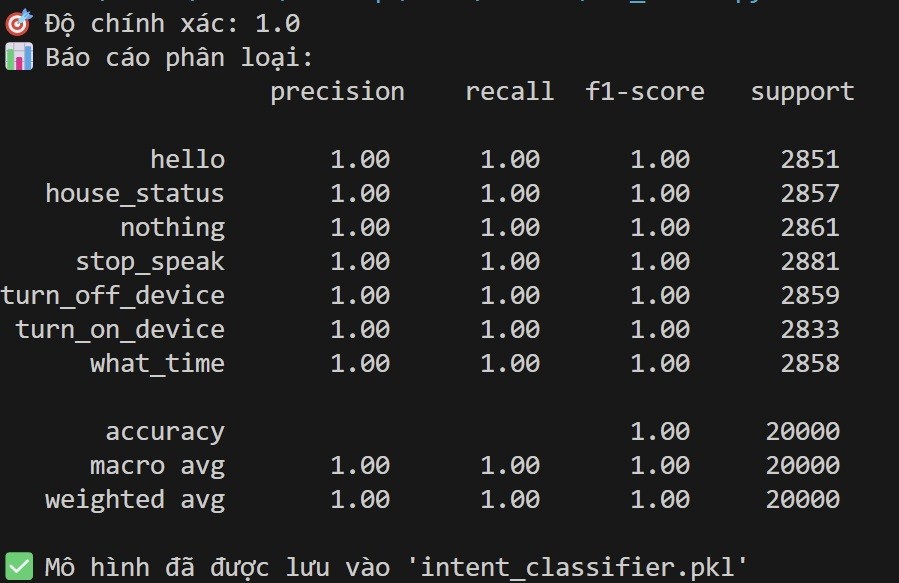 🎯 Độ chính xác: 1.0
📊 Báo cáo phân loại:
precision recall f1-score support
hello 1.00 1.00 1.00 2851
house_status 1.00 1.00 1.00 2857
nothing 1.00 1.00 1.00 2861
stop_speak 1.00 1.00 1.00 2881
turn_off_device 1.00 1.00 1.00 2859
turn_on_device 1.00 1.00 1.00 2833
what_time 1.00 1.00 1.00 2858
accuracy 1.00 20000
macro avg 1.00 1.00 1.00 20000
weighted avg 1.00 1.00 1.00 20000
✅ Mô hình đã được lưu vào 'intent_classifier.pkl'